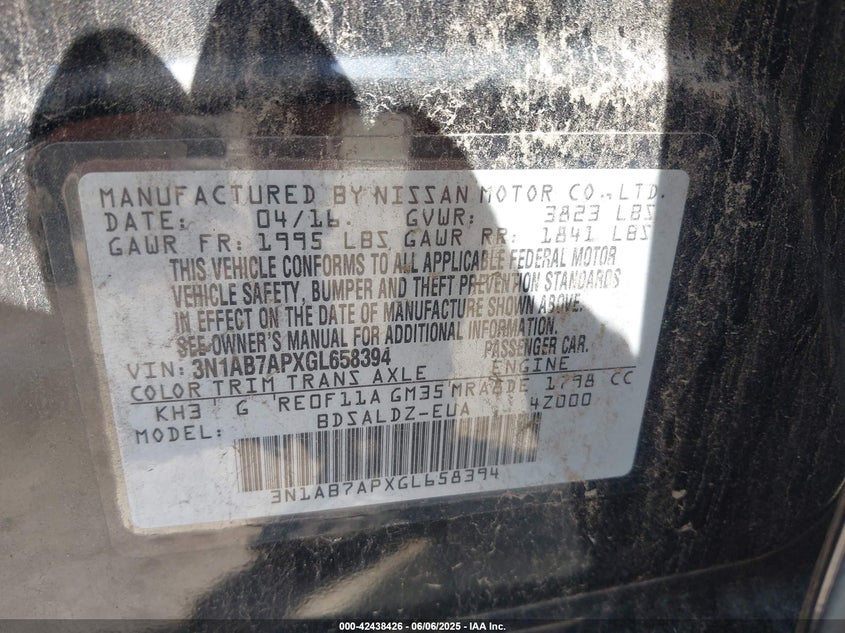 MANUFACTURED BY NISSAN MOTOR CO., LTD.
DATE: 04/16 GVWR: 3823 LBS
GAWR FR: 1995 LBS GAWR RR: 1841 LBS
THIS VEHICLE CONFORMS TO ALL APPLICABLE FEDERAL MOTOR
VEHICLE SAFETY, BUMPER AND THEFT PREVENTION STANDARDS
IN EFFECT ON THE DATE OF MANUFACTURE SHOWN ABOVE.
SEE OWNER'S MANUAL FOR ADDITIONAL INFORMATION.
VIN: 3N1AB7APXGL658394 PASSENGER CAR.
COLOR TRIM TRANS AXLE ENGINE
KH3 G RE0F11A GM35 MRA8DE 1798 CC
MODEL: BDSALDZ-EUA 4Z000
3N1AB7APXGL658394
000-42438426 - 06/06/2025 - IAA Inc.